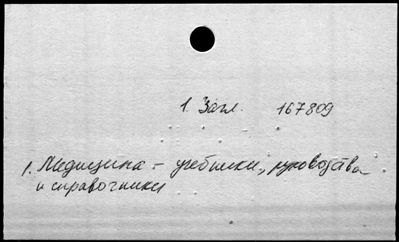 1. Загл. 167809
1. Медицина – учебники, руководства
и справочники